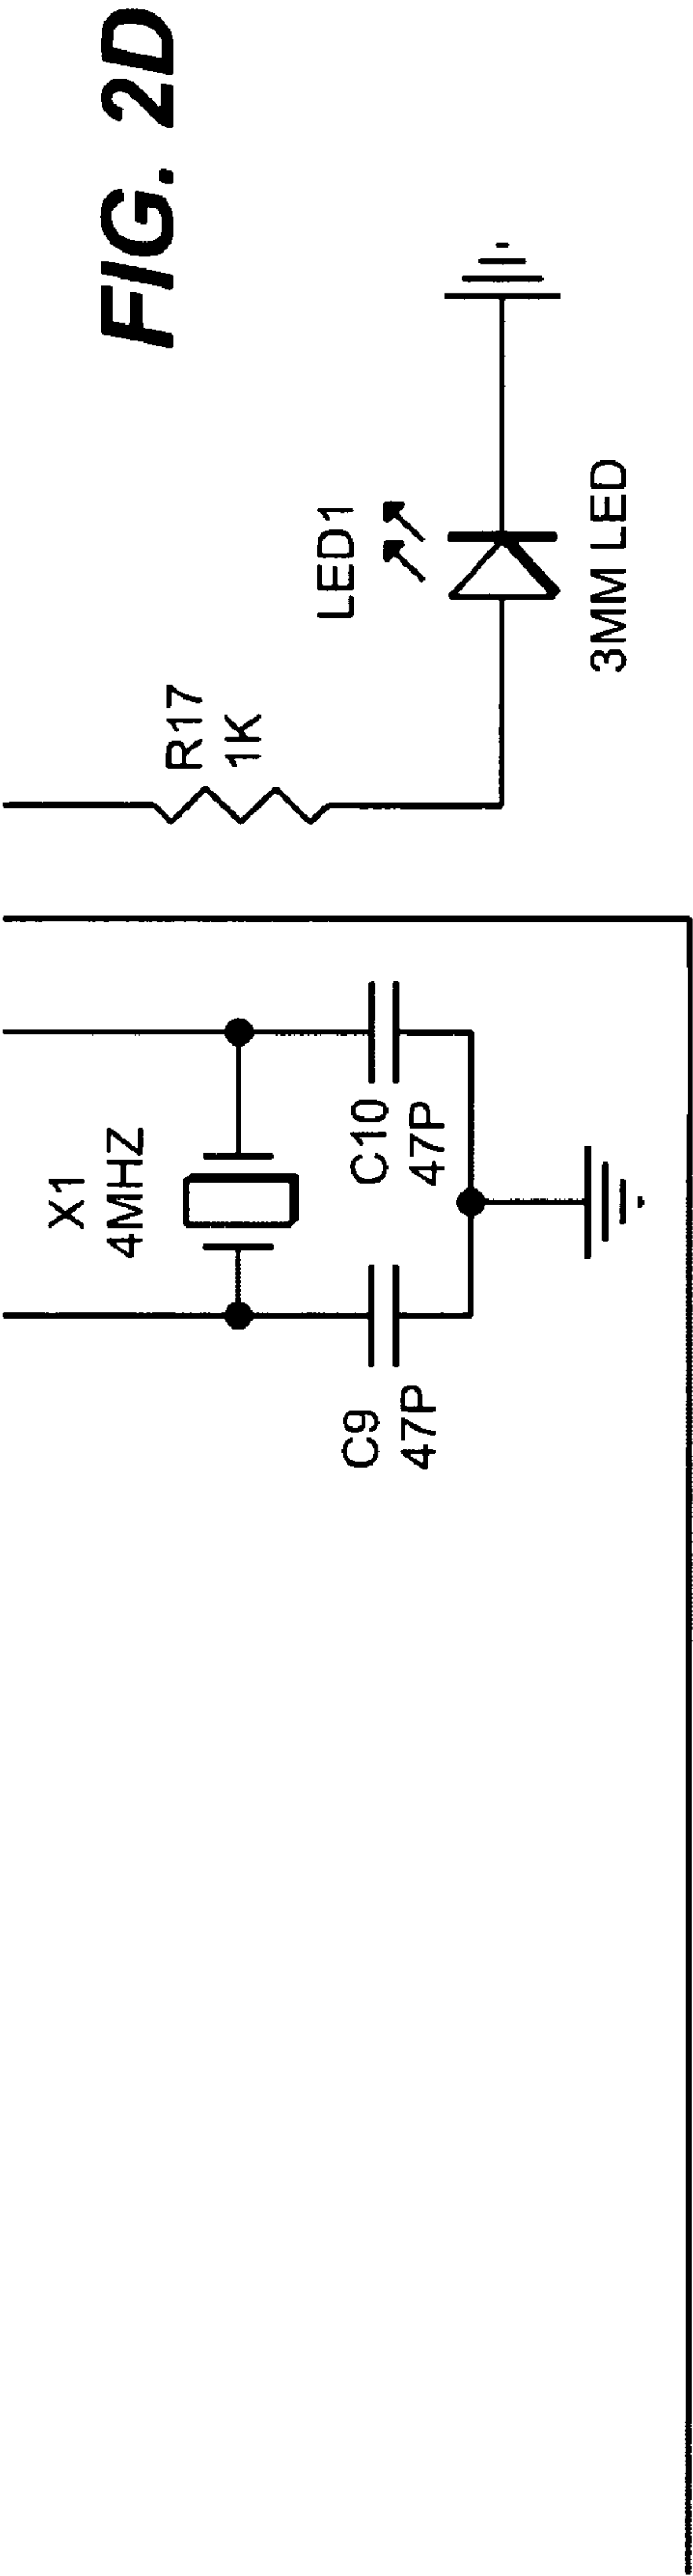 FIG. 2D
LED1
3MM LED
R17
1K
X1
4MHZ
C10
47P
C9
47P